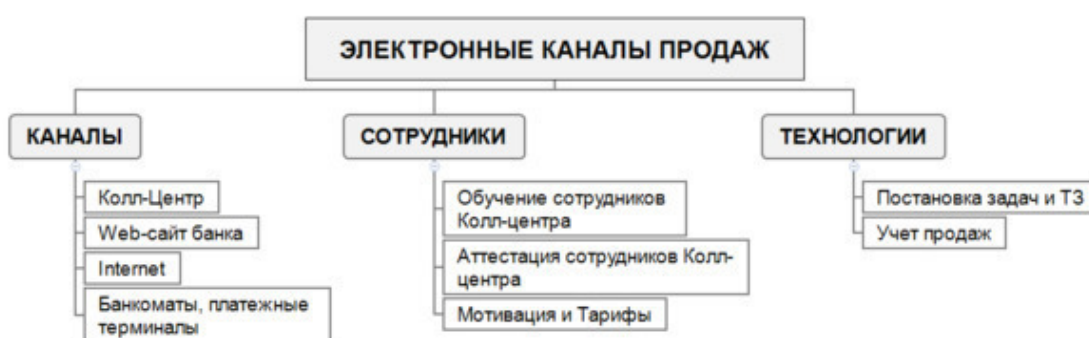 ЭЛЕКТРОННЫЕ КАНАЛЫ ПРОДАЖ
КАНАЛЫ
Колл-Центр
Web-сайт банка
Internet
Банкоматы, платежные
терминалы
СОТРУДНИКИ
Обучение сотрудников
Колл-центра
Аттестация сотрудников Колл-
центра
Мотивация и Тарифы
ТЕХНОЛОГИИ
Постановка задач и ТЗ
Учет продаж